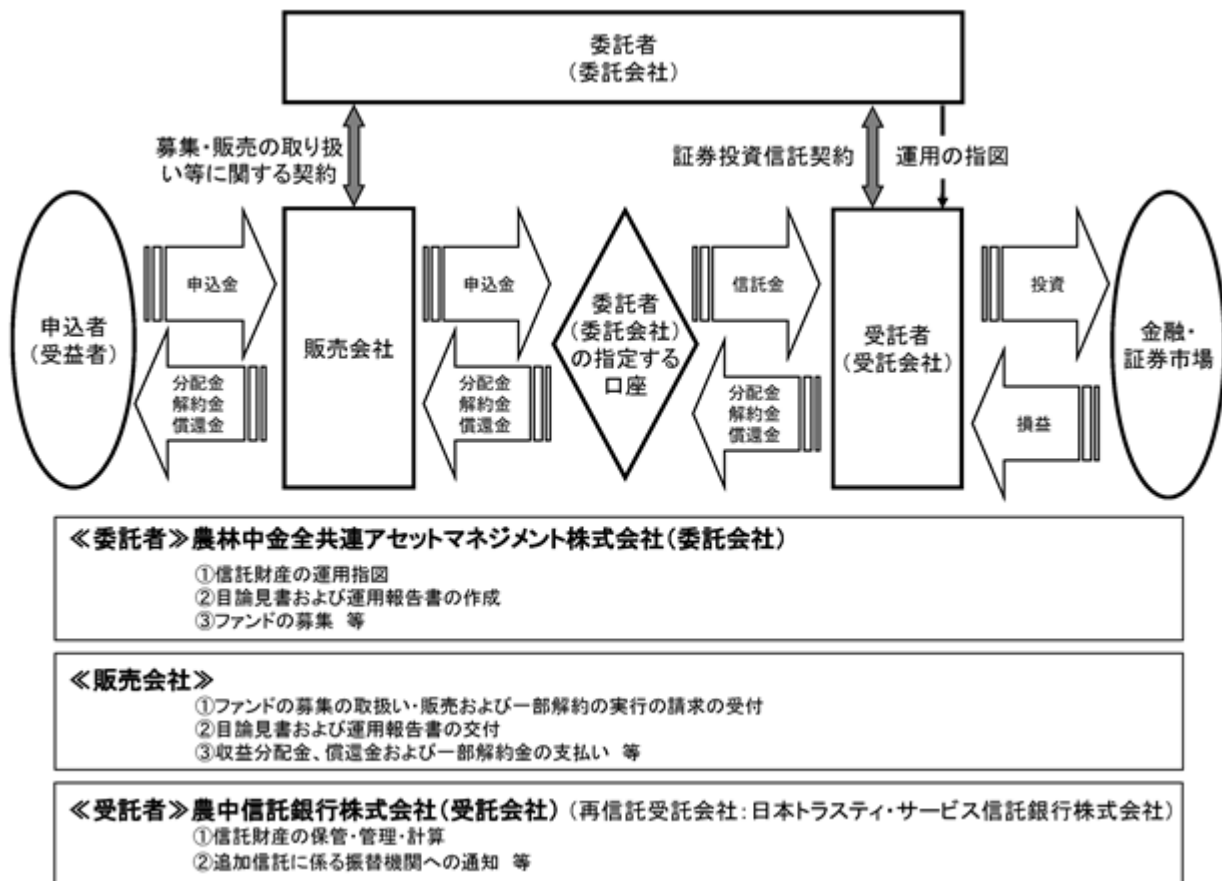 委託者
（委託会社）
募集・販売の取り扱
い等に関する契約
証券投資信託契約
運用の指図
申込者
（受益者）
申込金
分配金
解約金
償還金
販売会社
申込金
分配金
解約金
償還金
委託者
（委託会社）
の指定する
口座
信託金
分配金
解約金
償還金
受託者
（受託会社）
投資
損益
金融・
証券市場
≪委託者≫農林中金全共連アセットマネジメント株式会社（委託会社）
①信託財産の運用指図
②目論見書および運用報告書の作成
③ファンドの募集 等
≪販売会社≫
①ファンドの募集の取扱い・販売および一部解約の実行の請求の受付
②目論見書および運用報告書の交付
③収益分配金、償還金および一部解約金の支払い 等
≪受託者≫農中信託銀行株式会社（受託会社）（再信託受託会社：日本トラスティ・サービス信託銀行株式会社）
①信託財産の保管・管理・計算
②追加信託に係る振替機関への通知 等